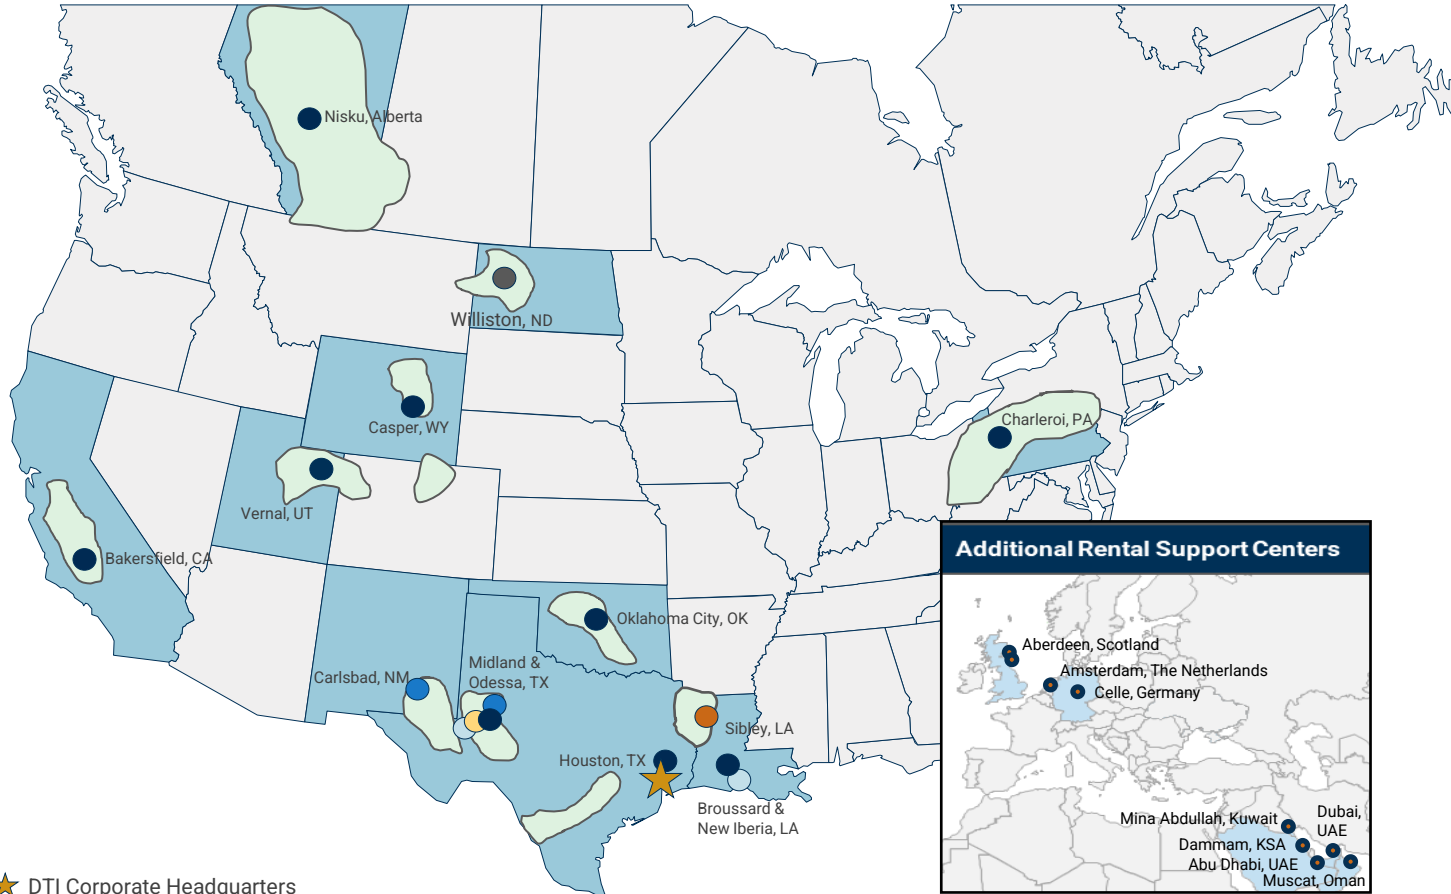 Nisku, Alberta
Williston, ND
Casper, WY
Charleroi, PA
Vernal, UT
Bakersfield, CA
Additional Rental Support Centers
Oklahoma City, OK
Aberdeen, Scotland
Midland &
Odessa, TX
Amsterdam, The Netherlands
Carlsbad, NM
Celle, Germany
Sibley, LA
Houston, TX
Broussard &
New Iberia, LA
Mina Abdullah, Kuwait
Dubai,
UAE
Dammam, KSA
Abu Dhabi, UAE
Muscat, Oman
DTI Corporate Headquarters